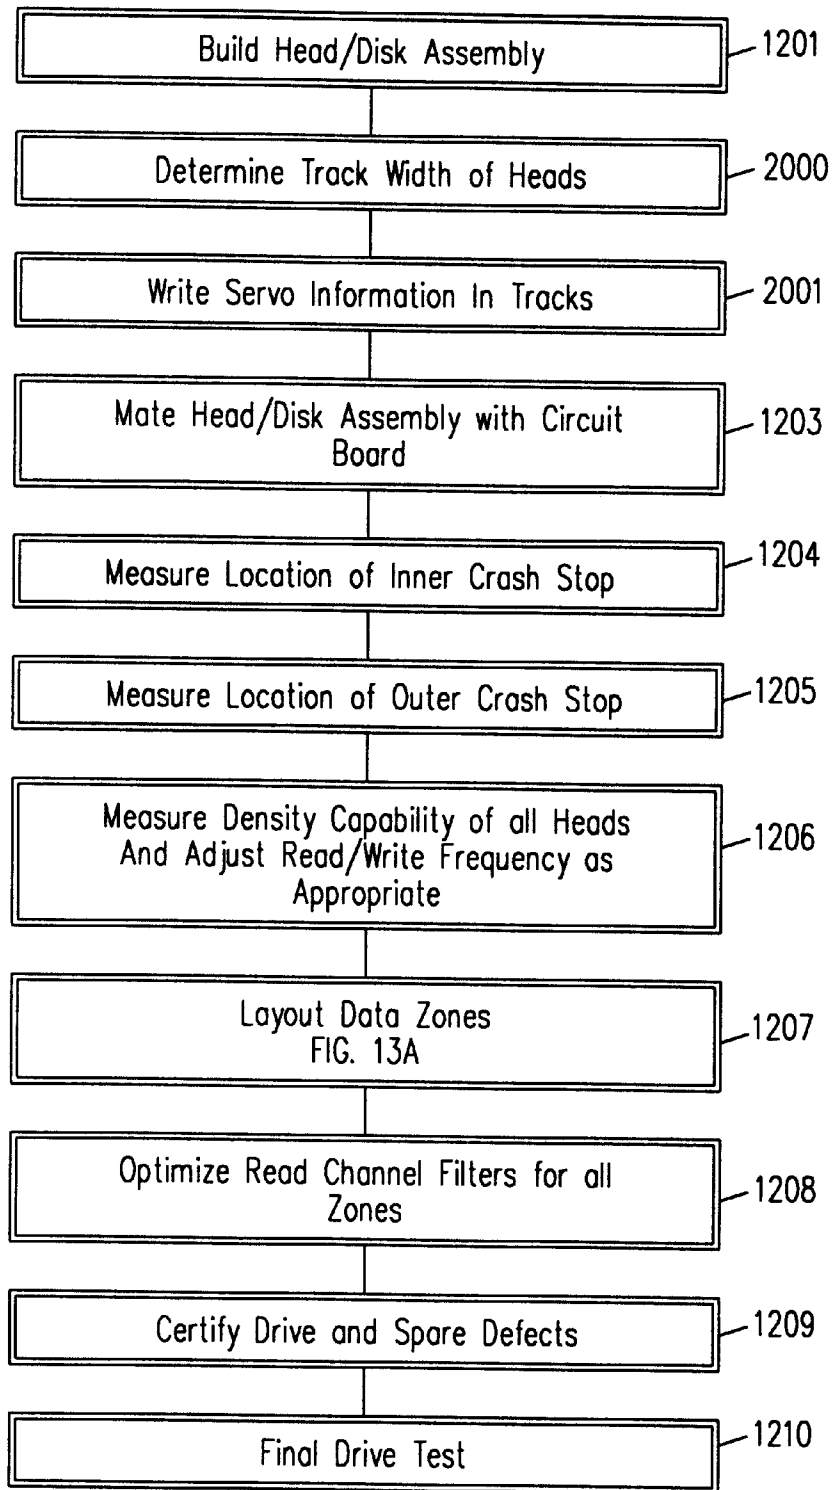 Build Head/Disk Assembly
1201
Determine Track Width of Heads
2000
Write Servo Information In Tracks
2001
Mate Head/Disk Assembly with Circuit
Board
1203
Measure Location of Inner Crash Stop
1204
Measure Location of Outer Crash Stop
1205
Measure Density Capability of all Heads
And Adjust Read/Write Frequency as
Appropriate
1206
Layout Data Zones
FIG. 13A
1207
Optimize Read Channel Filters for all
Zones
1208
Certify Drive and Spare Defects
1209
Final Drive Test
1210